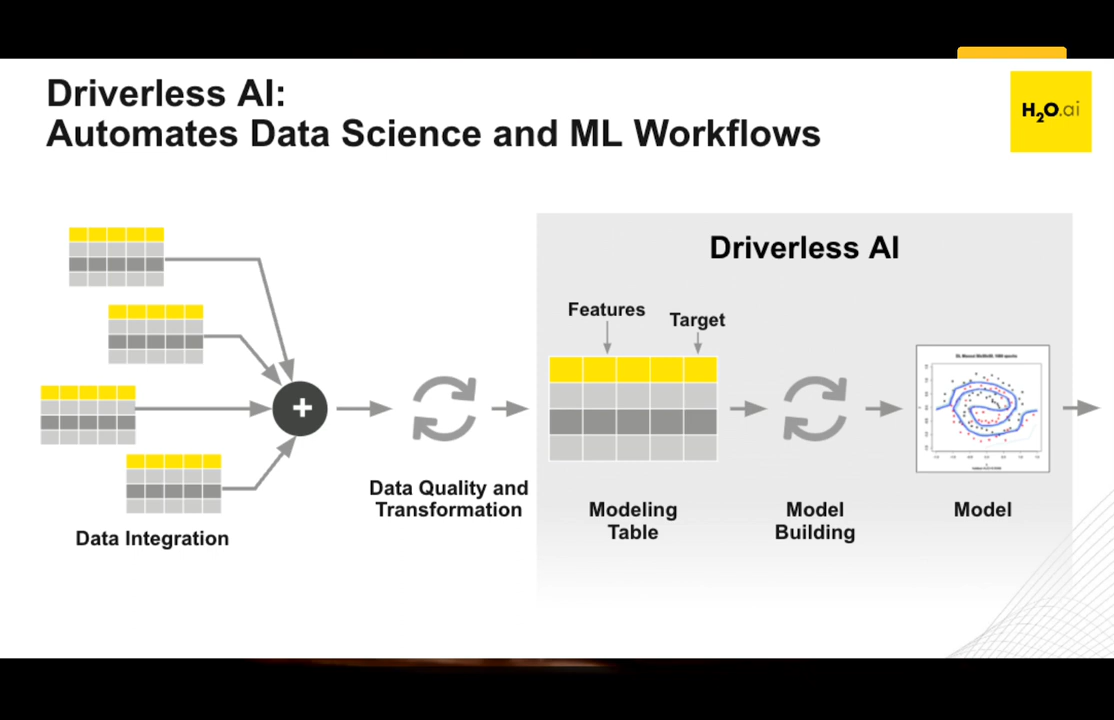 Driverless AI:
Automates Data Science and ML Workflows
H2O.ai
Driverless AI
Features
Target
+
Data Integration
Data Quality and
Transformation
Modeling
Table
Model
Building
Model